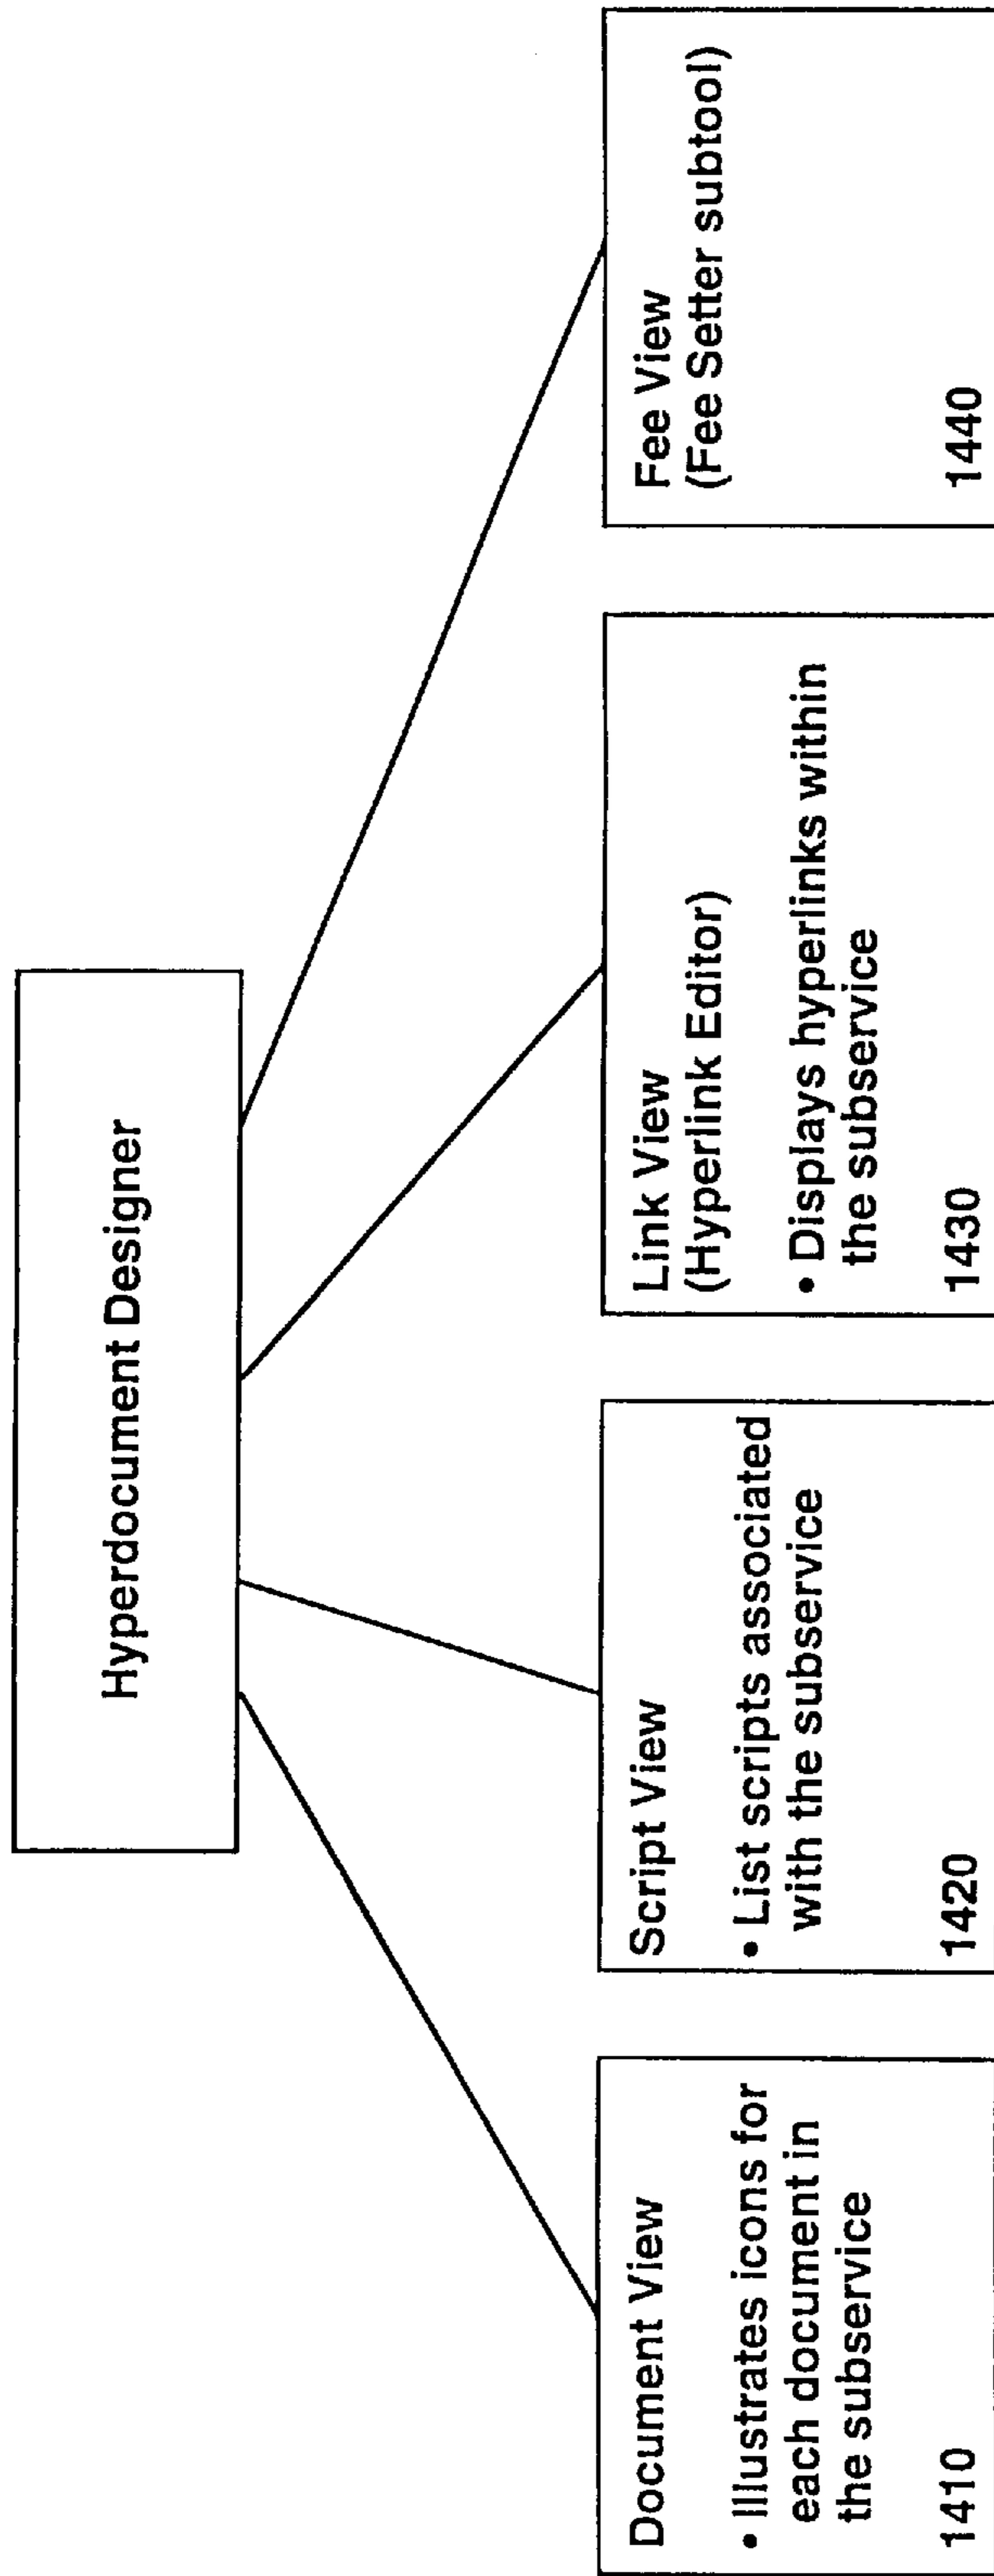 Hyperdocument Designer
Document View
• Illustrates icons for
each document in
the subservice
1410
Script View
• List scripts associated
with the subservice
1420
Link View
(Hyperlink Editor)
• Displays hyperlinks within
the subservice
1430
Fee View
(Fee Setter subtool)
1440